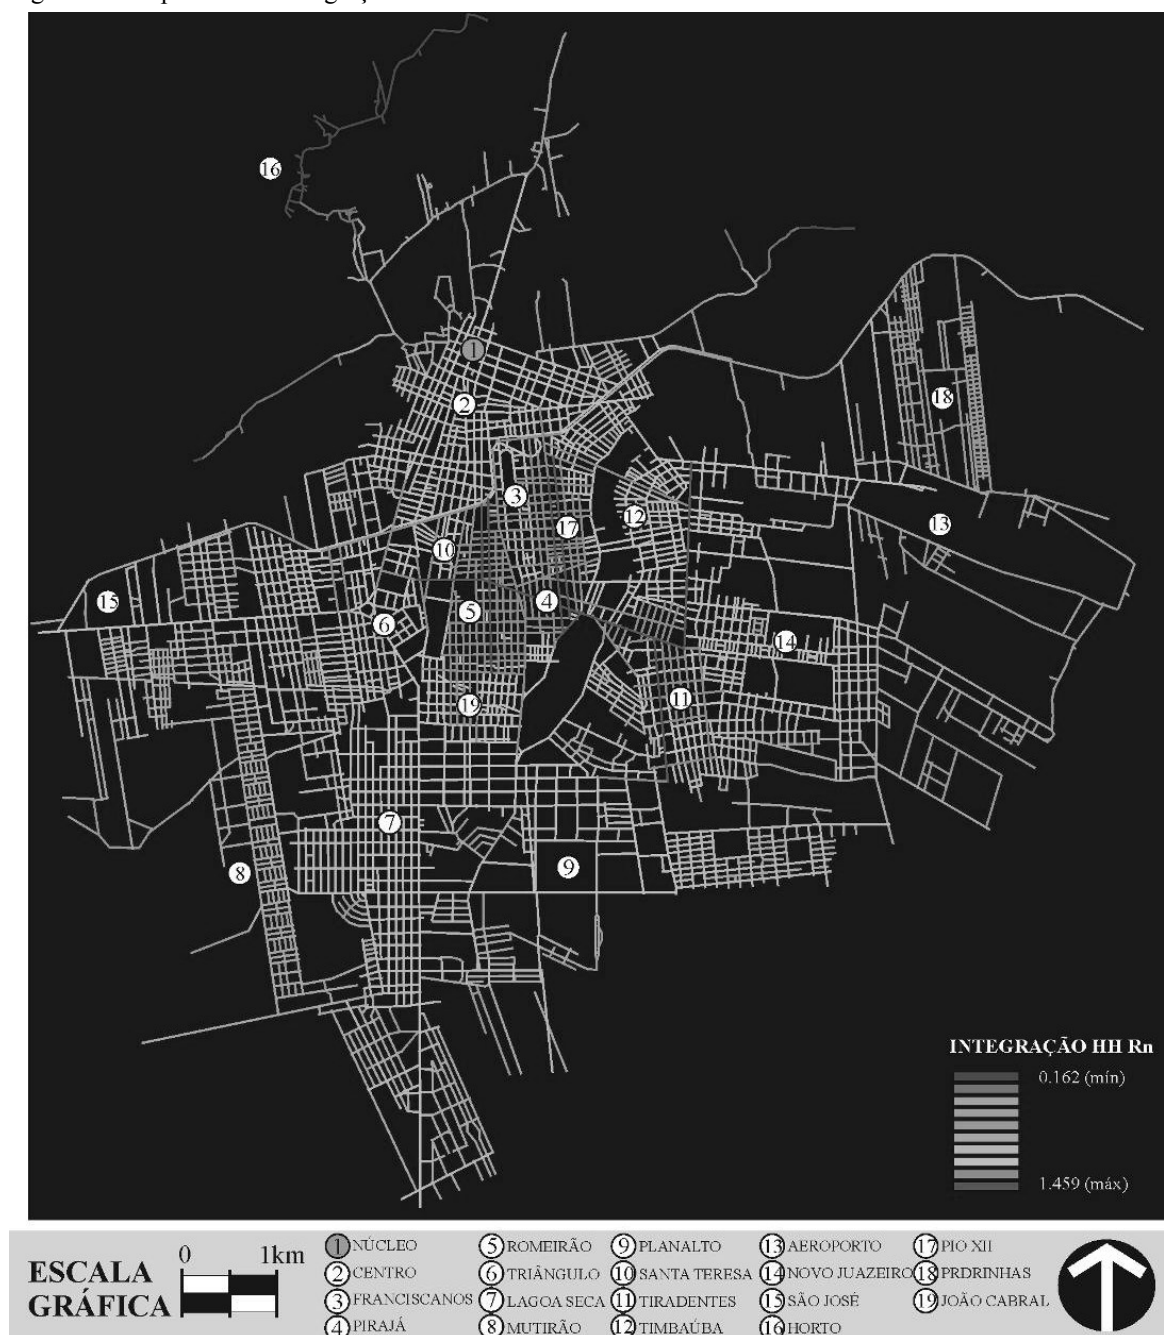 16
1
2
18
3
17
12
13
10
15
5
4
6
14
19
11
7
8
9
INTEGRAÇÃO HH Rn
0.162 (mín)
1.459 (máx)
ESCALA
GRÁFICA
0 1km
1 NÚCLEO
2 CENTRO
3 FRANCISCANOS
4 PIRAJÁ
5 ROMEIRÃO
6 TRIÂNGULO
7 LAGOA SECA
8 MUTIRÃO
9 PLANALTO
10 SANTA TERESA
11 TIRADENTES
12 TIMBAÚBA
13 AEROPORTO
14 NOVO JUAZEIRO
15 SÃO JOSÉ
16 HORTO
17 PIO XII
18 PRDRINHAS
19 JOÃO CABRAL